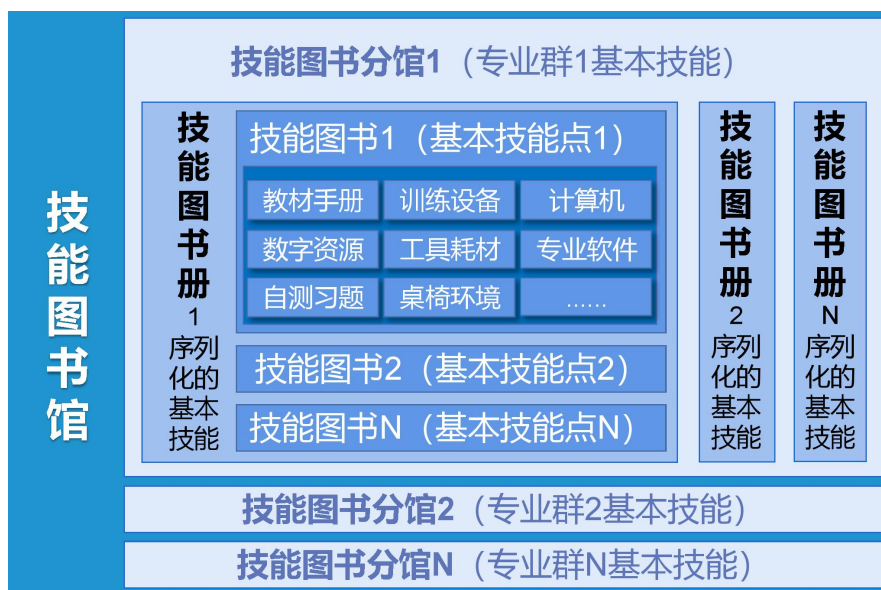 技能图书馆
技能图书分馆1（专业群1基本技能）
技能图书册
1
序列
化的
基本
技能
技能图书1（基本技能点1）
教材手册 训练设备 计算机
数字资源 工具耗材 专业软件
自测习题 桌椅环境 ......
技能图书2（基本技能点2）
技能图书N（基本技能点N）
技能图书册
2
序列
化的
基本
技能
技能图书册
N
序列
化的
基本
技能
技能图书分馆2（专业群2基本技能）
技能图书分馆N（专业群N基本技能）